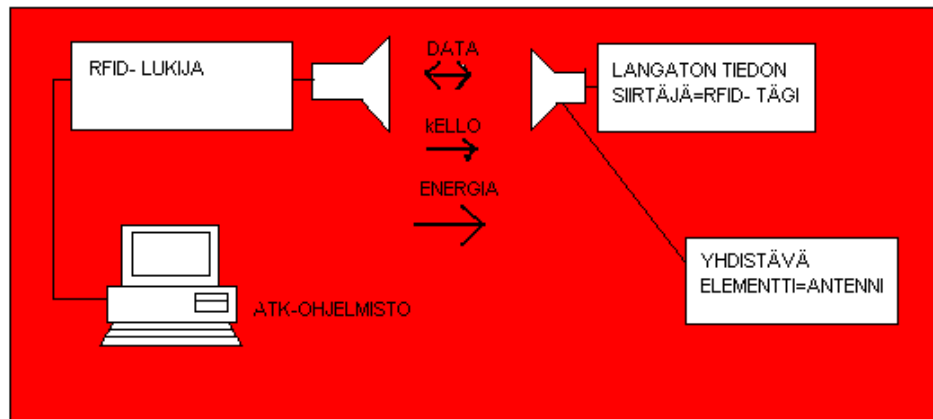 RFID- LUKIJA
DATA
LANGATON TIEDON
SIIRTÄJÄ=RFID- TÄGI
kELLO
ENERGIA
YHDISTÄVÄ
ELEMENTTI=ANTENNI
ATK-OHJELMISTO